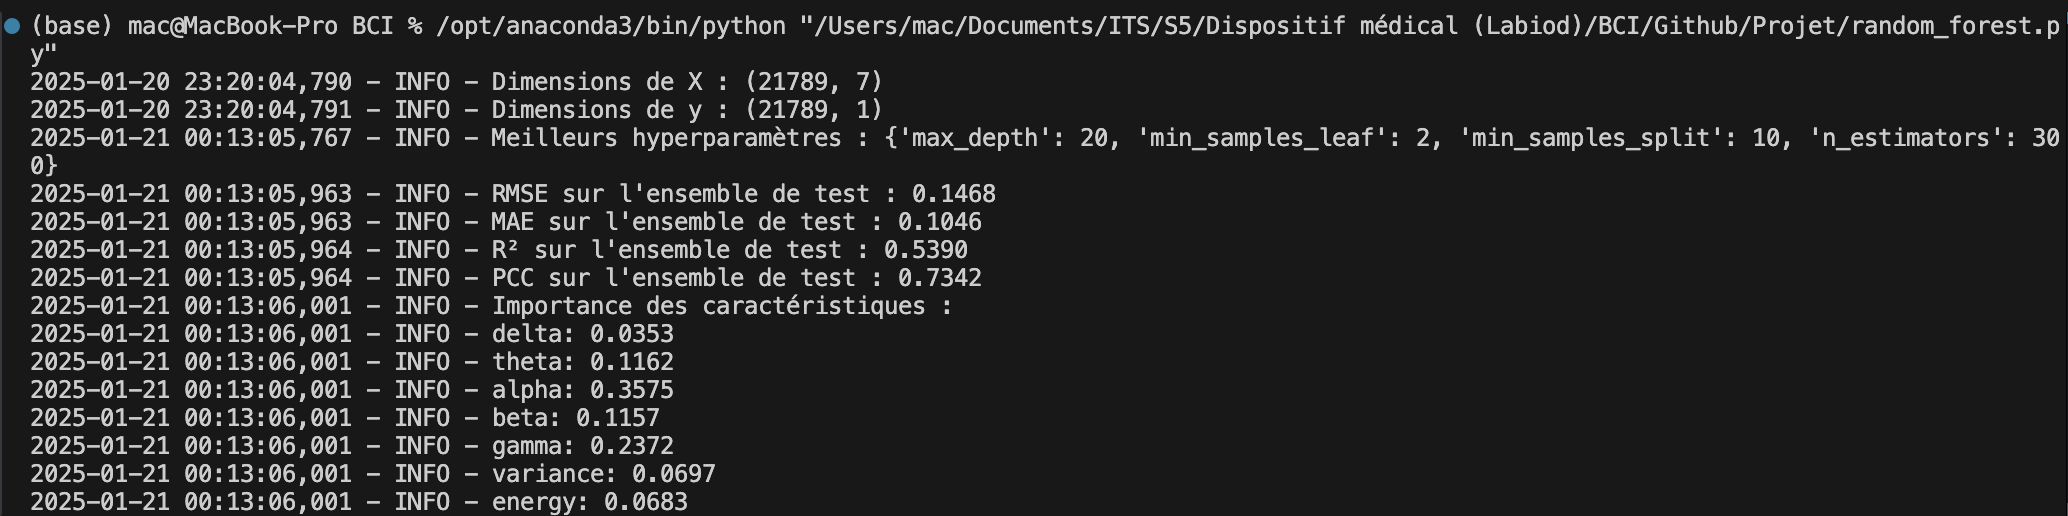 (base) mac@MacBook-Pro BCI % /opt/anaconda3/bin/python "/Users/mac/Documents/ITS/S5/Dispositif médical (Labiod)/BCI/Github/Projet/random_forest.p
y"
2025-01-20 23:20:04,790 - INFO - Dimensions de X : (21789, 7)
2025-01-20 23:20:04,791 - INFO - Dimensions de y : (21789, 1)
2025-01-21 00:13:05,767 - INFO - Meilleurs hyperparamètres : {'max_depth': 20, 'min_samples_leaf': 2, 'min_samples_split': 10, 'n_estimators': 30
0}
2025-01-21 00:13:05,963 - INFO - RMSE sur l'ensemble de test : 0.1468
2025-01-21 00:13:05,963 - INFO - MAE sur l'ensemble de test : 0.1046
2025-01-21 00:13:05,964 - INFO - R² sur l'ensemble de test : 0.5390
2025-01-21 00:13:05,964 - INFO - PCC sur l'ensemble de test : 0.7342
2025-01-21 00:13:06,001 - INFO - Importance des caractéristiques :
2025-01-21 00:13:06,001 - INFO - delta: 0.0353
2025-01-21 00:13:06,001 - INFO - theta: 0.1162
2025-01-21 00:13:06,001 - INFO - alpha: 0.3575
2025-01-21 00:13:06,001 - INFO - beta: 0.1157
2025-01-21 00:13:06,001 - INFO - gamma: 0.2372
2025-01-21 00:13:06,001 - INFO - variance: 0.0697
2025-01-21 00:13:06,001 - INFO - energy: 0.0683